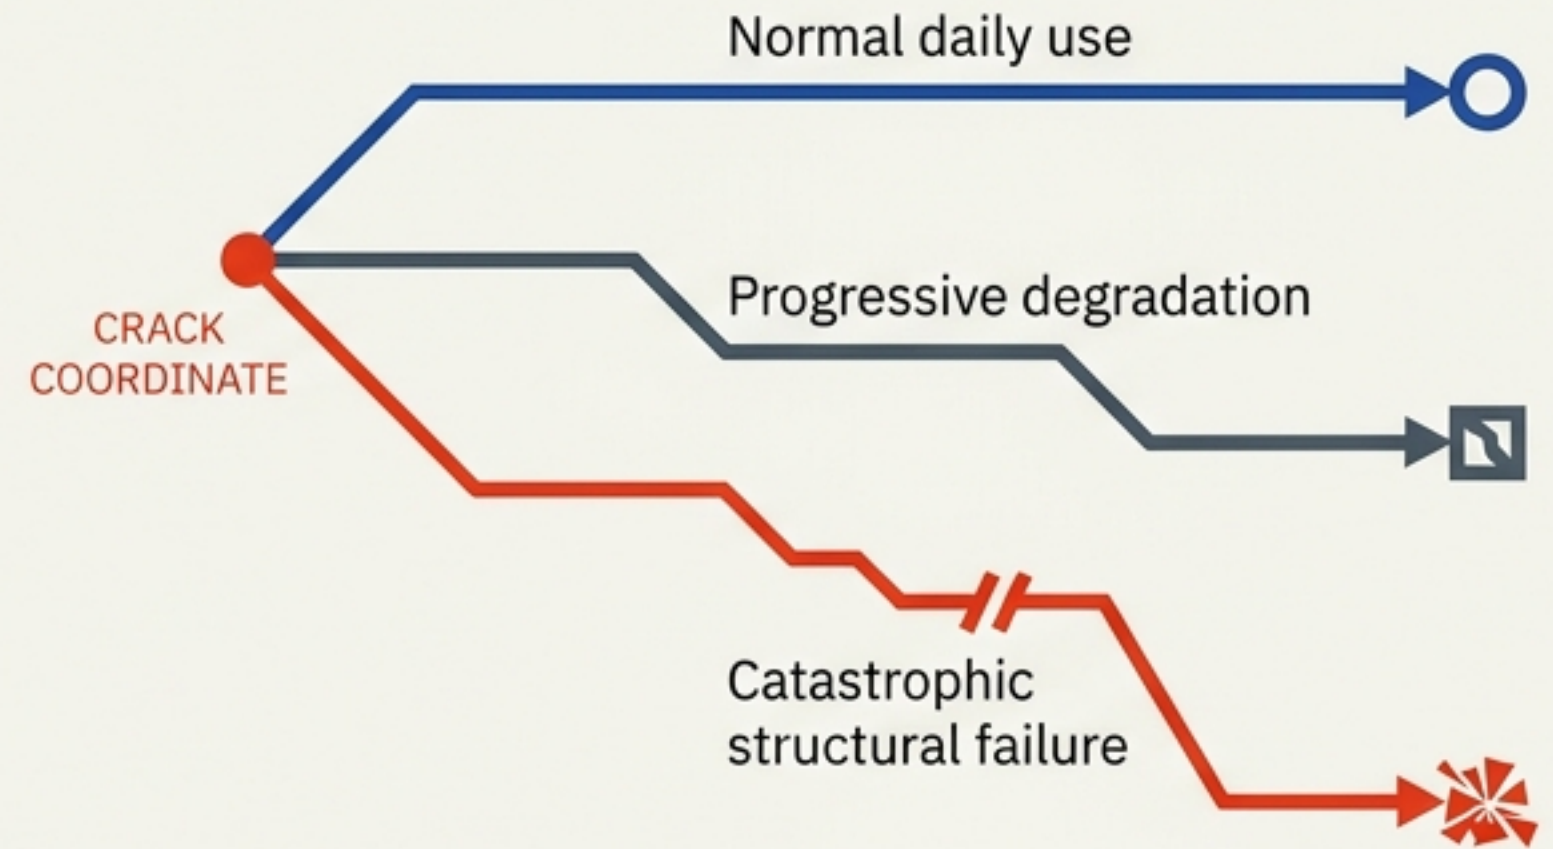 Normal daily use
CRACK
COORDINATE
Progressive degradation
Catastrophic
structural failure